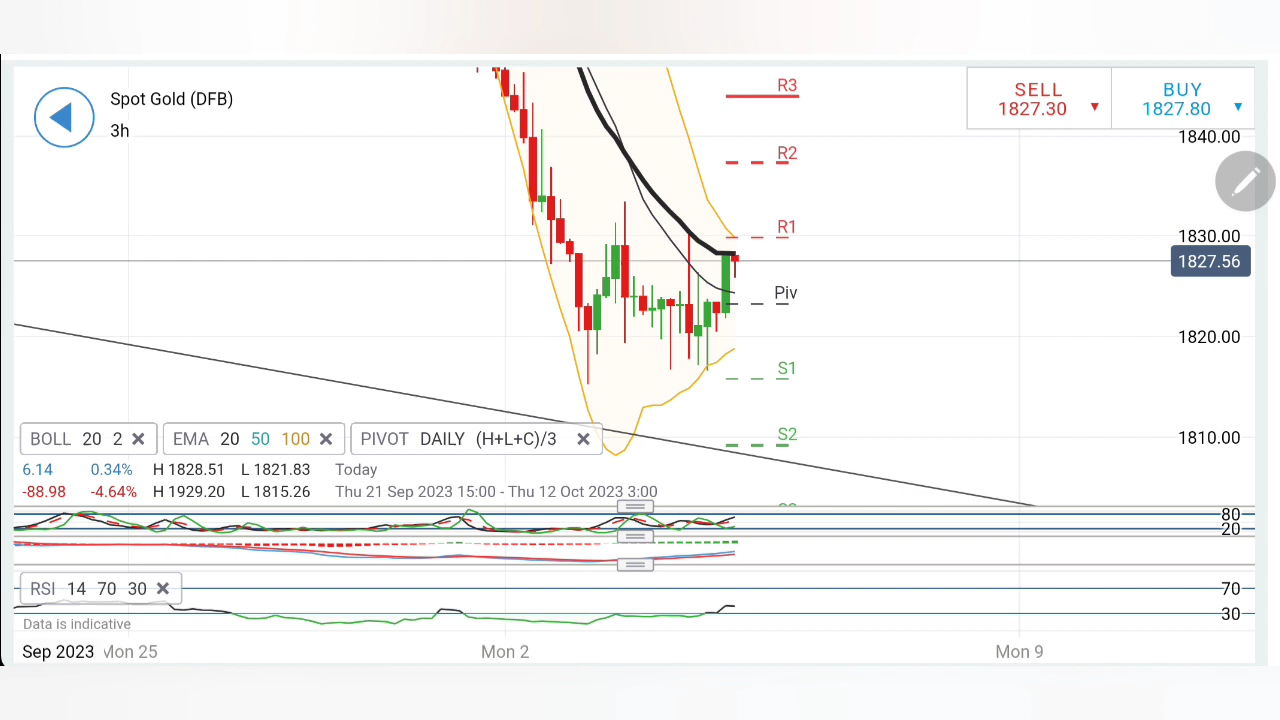 Spot Gold (DFB)
3h
SELL
1827.30
BUY
1827.80
R3
1840.00
R2
R1
1830.00
1827.56
Piv
1820.00
S1
S2
1810.00
BOLL 20 2
EMA 20 50 100
PIVOT DAILY (H+L+C)/3
6.14 0.34% H 1828.51 L 1821.83 Today
-88.98 -4.64% H 1929.20 L 1815.26 Thu 21 Sep 2023 15:00 - Thu 12 Oct 2023 3:00
80
20
RSI 14 70 30
70
30
Data is indicative
Sep 2023 Mon 25 Mon 2 Mon 9